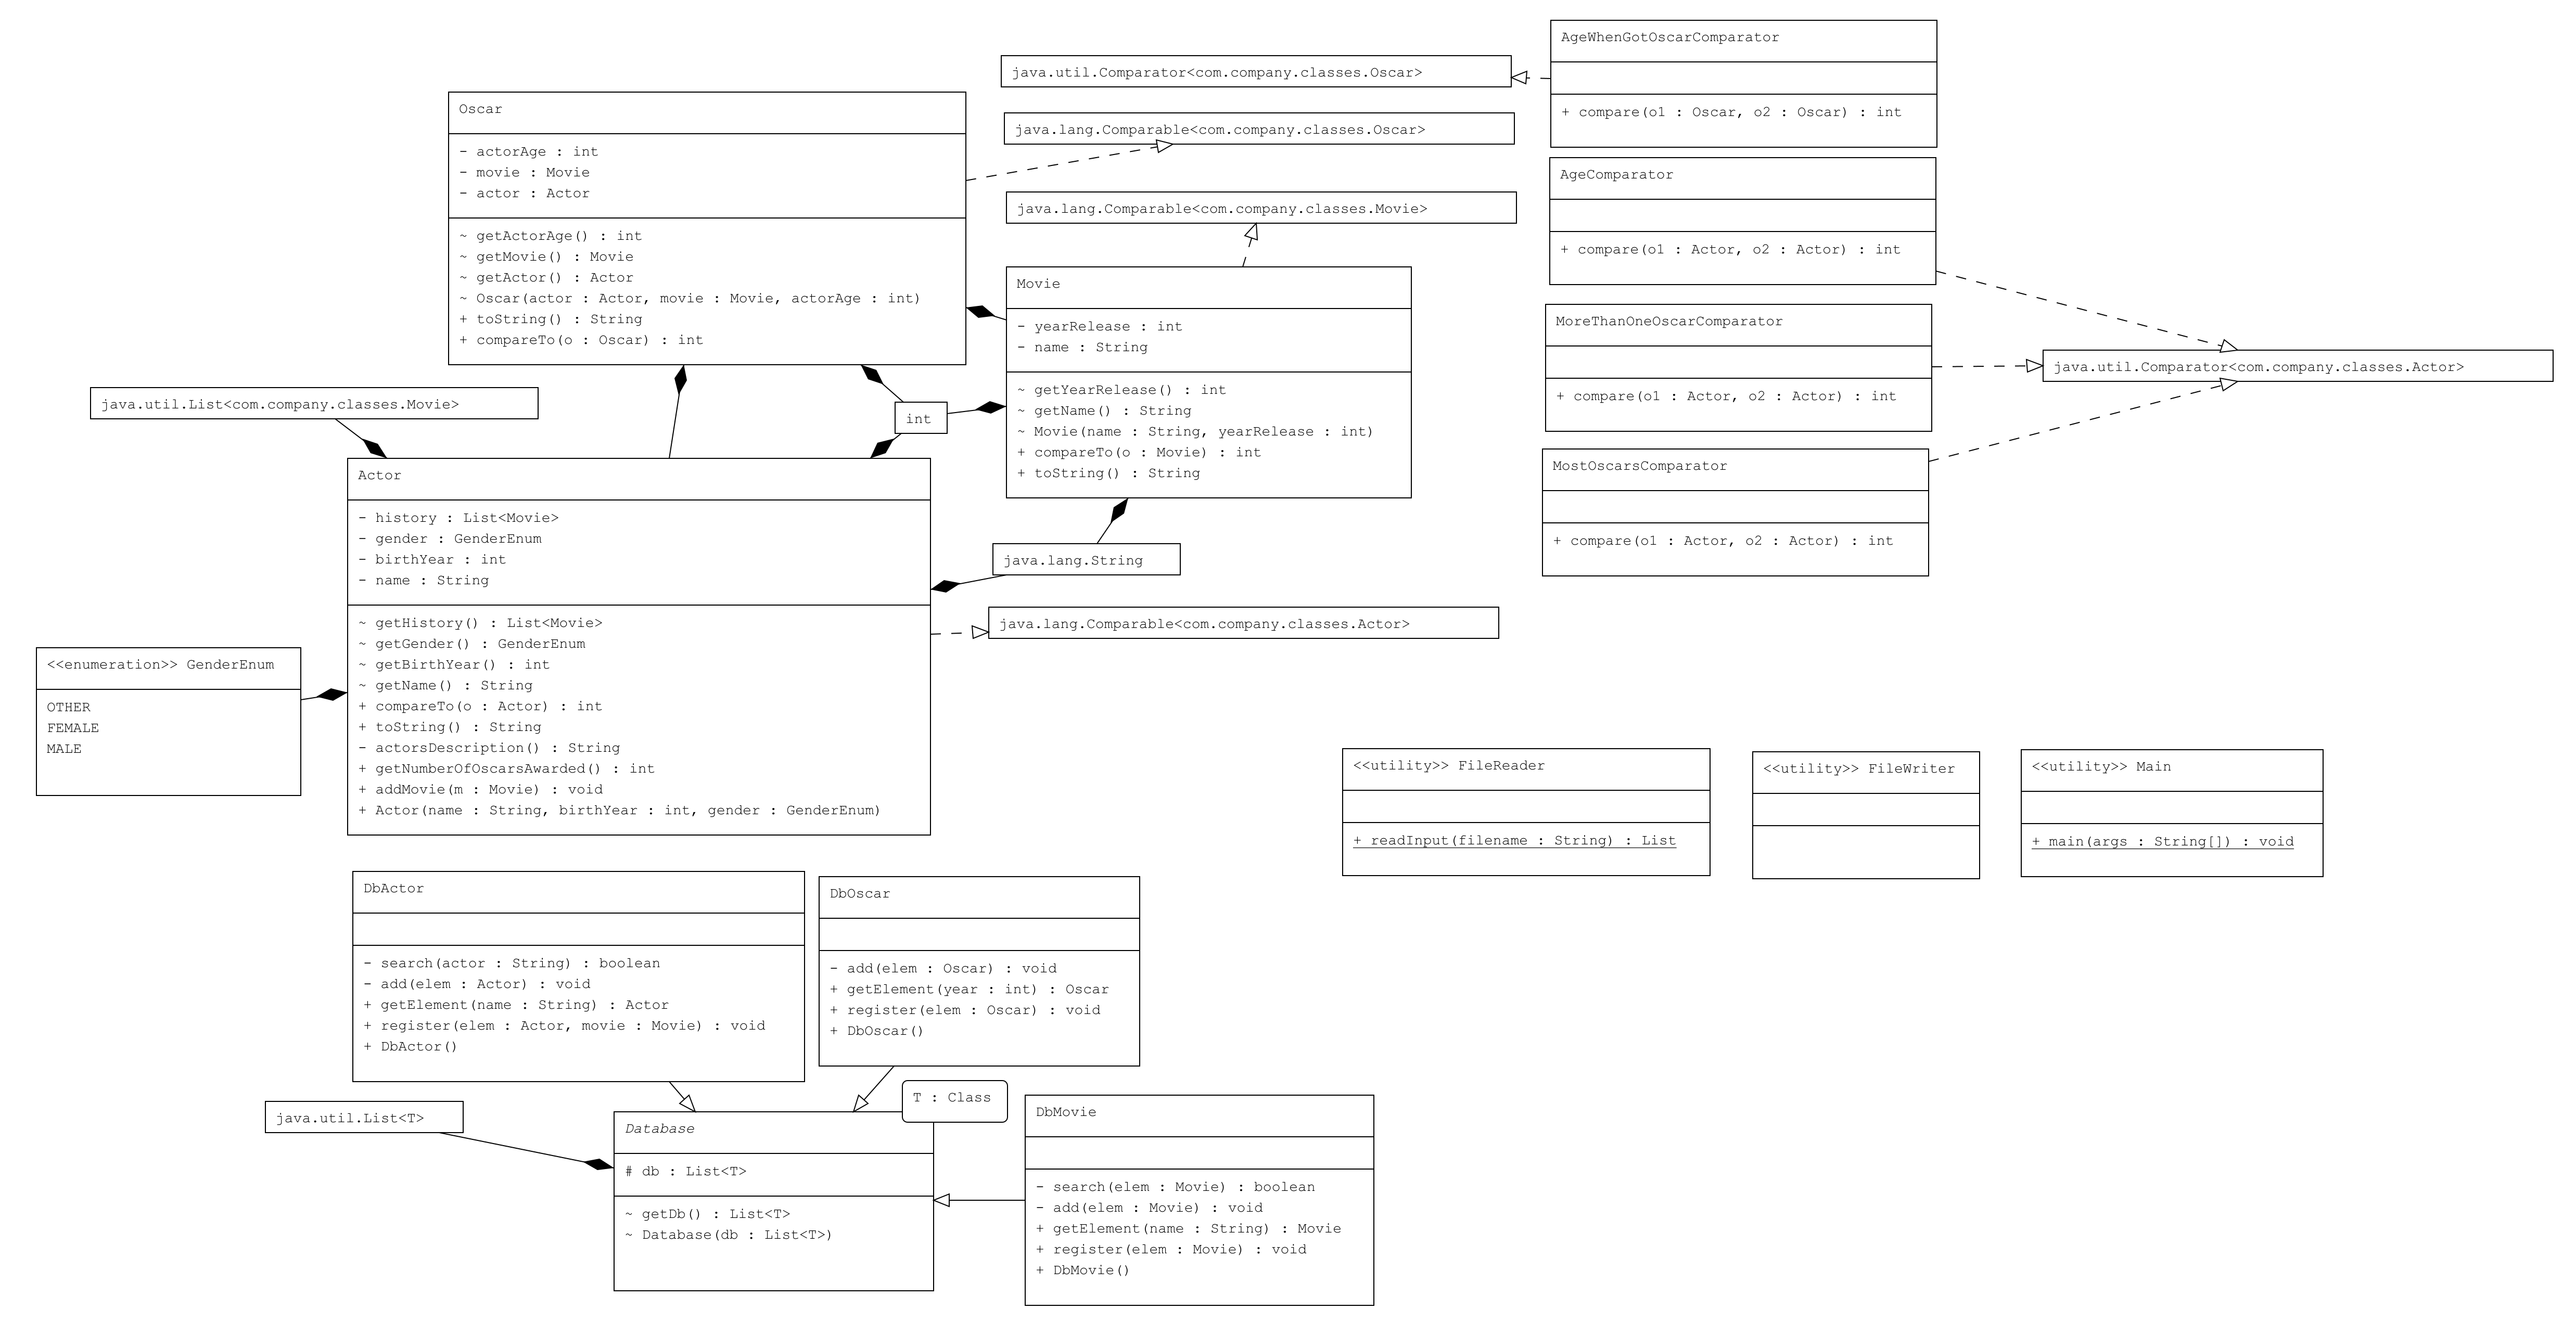 AgeWhenGotOscarComparator
+ compare(o1 : Oscar, o2 : Oscar) : int
java.util.Comparator<com.company.classes.Oscar>
Oscar
- actorAge : int
- movie : Movie
- actor : Actor
~ getActorAge() : int
~ getMovie() : Movie
~ getActor() : Actor
~ Oscar(actor : Actor, movie : Movie, actorAge : int)
+ toString() : String
+ compareTo(o : Oscar) : int
java.lang.Comparable<com.company.classes.Oscar>
AgeComparator
+ compare(o1 : Actor, o2 : Actor) : int
java.lang.Comparable<com.company.classes.Movie>
Movie
- yearRelease : int
- name : String
~ getYearRelease() : int
~ getName() : String
~ Movie(name : String, yearRelease : int)
+ compareTo(o : Movie) : int
+ toString() : String
MoreThanOneOscarComparator
+ compare(o1 : Actor, o2 : Actor) : int
java.util.Comparator<com.company.classes.Actor>
java.util.List<com.company.classes.Movie>
int
MostOscarsComparator
+ compare(o1 : Actor, o2 : Actor) : int
Actor
- history : List<Movie>
- gender : GenderEnum
- birthYear : int
- name : String
~ getHistory() : List<Movie>
~ getGender() : GenderEnum
~ getBirthYear() : int
~ getName() : String
+ compareTo(o : Actor) : int
+ toString() : String
- actorsDescription() : String
+ getNumberOfOscarsAwarded() : int
+ addMovie(m : Movie) : void
+ Actor(name : String, birthYear : int, gender : GenderEnum)
java.lang.String
java.lang.Comparable<com.company.classes.Actor>
<<enumeration>> GenderEnum
OTHER
FEMALE
MALE
<<utility>> FileReader
+ readInput(filename : String) : List
<<utility>> FileWriter
<<utility>> Main
+ main(args : String[]) : void
DbActor
- search(actor : String) : boolean
- add(elem : Actor) : void
+ getElement(name : String) : Actor
+ register(elem : Actor, movie : Movie) : void
+ DbActor()
DbOscar
- add(elem : Oscar) : void
+ getElement(year : int) : Oscar
+ register(elem : Oscar) : void
+ DbOscar()
java.util.List<T>
T : Class
Database
# db : List<T>
~ getDb() : List<T>
~ Database(db : List<T>)
DbMovie
- search(elem : Movie) : boolean
- add(elem : Movie) : void
+ getElement(name : String) : Movie
+ register(elem : Movie) : void
+ DbMovie()